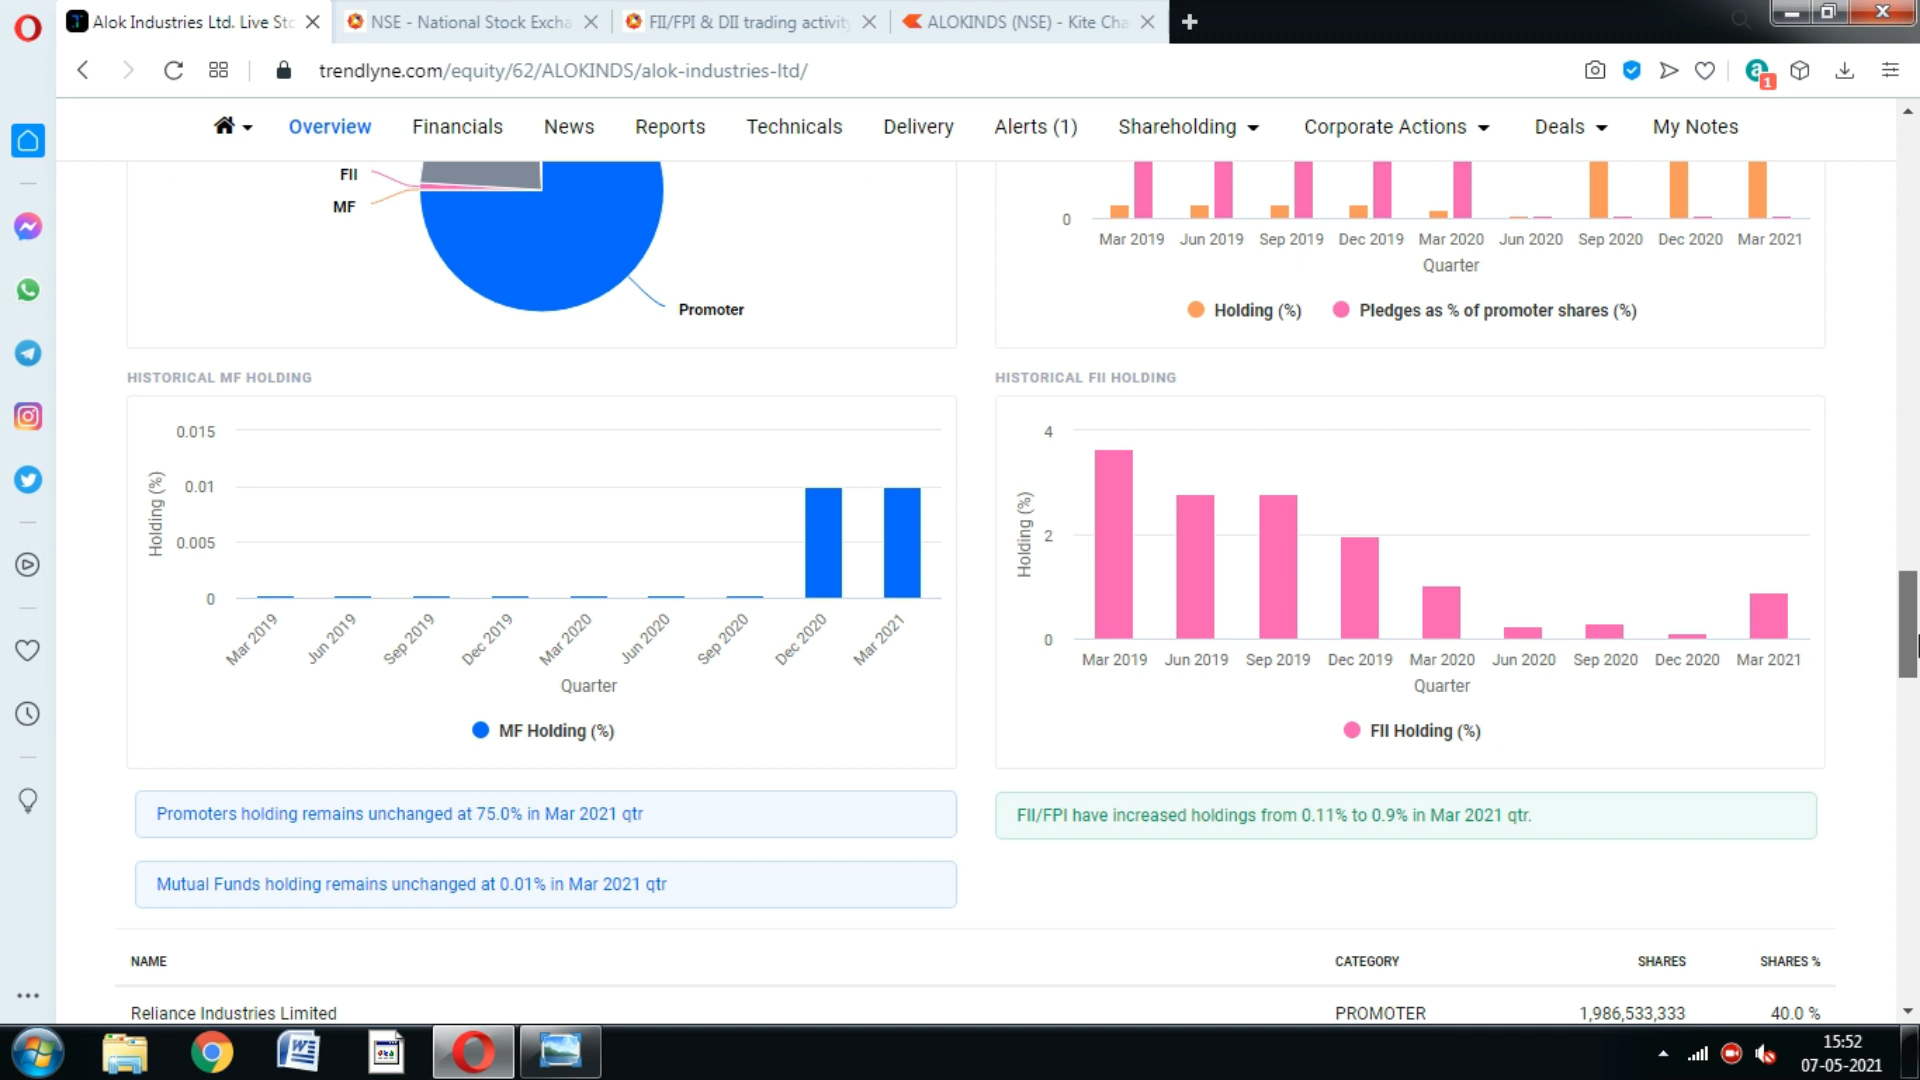 Alok Industries Ltd. Live Sto
NSE - National Stock Excha
FII/FPI & DII trading activity
ALOKINDS (NSE) - Kite Cha
trendlyne.com/equity/62/ALOKINDS/alok-industries-ltd/
1
Overview
Financials
News
Reports
Technicals
Delivery
Alerts (1)
Shareholding
Corporate Actions
Deals
My Notes
FII
MF
Promoter
0
Mar 2019 Jun 2019 Sep 2019 Dec 2019 Mar 2020 Jun 2020 Sep 2020 Dec 2020 Mar 2021
Quarter
Holding (%) Pledges as % of promoter shares (%)
HISTORICAL MF HOLDING
0.015
0.01
0.005
0
Holding (%)
Mar 2019 Jun 2019 Sep 2019 Dec 2019 Mar 2020 Jun 2020 Sep 2020 Dec 2020 Mar 2021
Quarter
MF Holding (%)
HISTORICAL FII HOLDING
4
2
0
Holding (%)
Mar 2019 Jun 2019 Sep 2019 Dec 2019 Mar 2020 Jun 2020 Sep 2020 Dec 2020 Mar 2021
Quarter
FII Holding (%)
Promoters holding remains unchanged at 75.0% in Mar 2021 qtr
FII/FPI have increased holdings from 0.11% to 0.9% in Mar 2021 qtr.
Mutual Funds holding remains unchanged at 0.01% in Mar 2021 qtr
NAME CATEGORY SHARES SHARES %
Reliance Industries Limited PROMOTER 1,986,533,333 40.0 %
15:52
07-05-2021